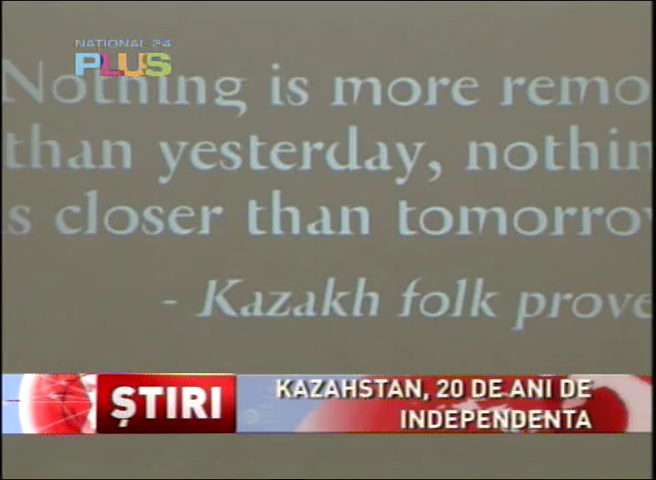 NATIONAL 24
PLUS
Nothing is more remo
than yesterday, nothin
s closer than tomorrow
- Kazakh folk prove
ȘTIRI
KAZAHSTAN, 20 DE ANI DE
INDEPENDENTA